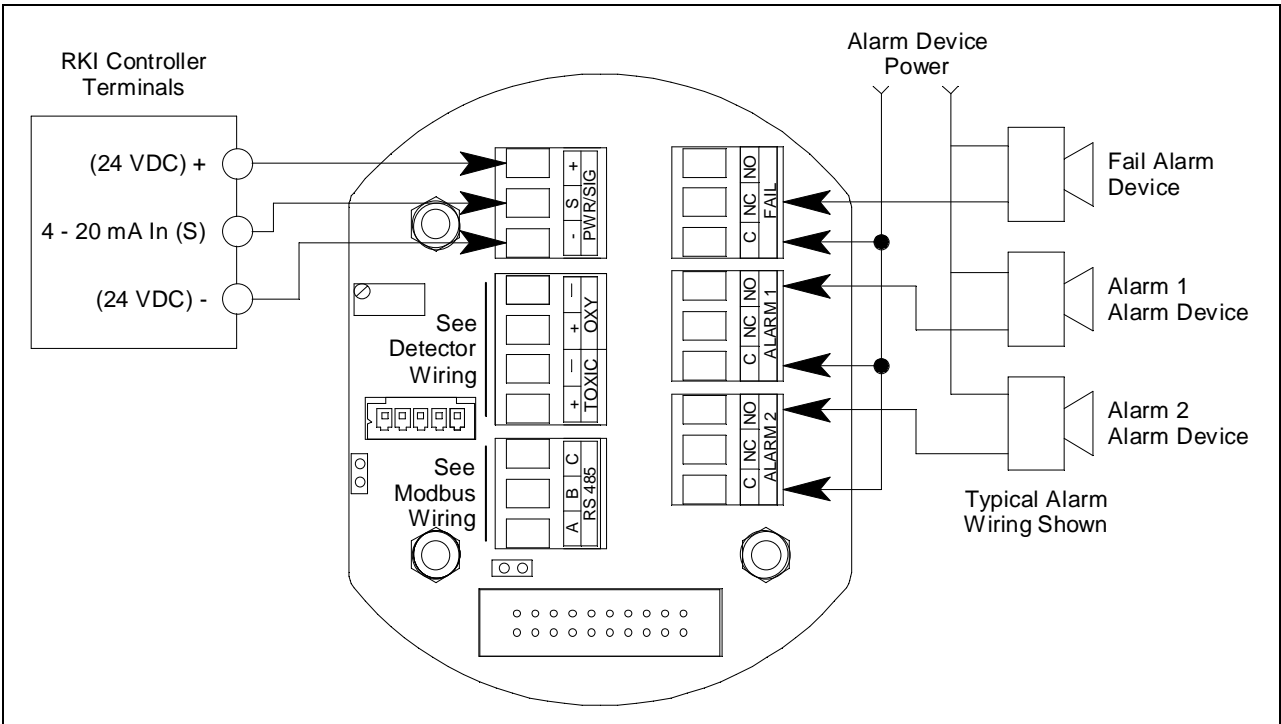 RKI Controller
Terminals
(24 VDC) +
4 - 20 mA In (S)
(24 VDC) -
+
S
-
PWR/SIG
See
Detector
Wiring
−
+
OXY
−
+
TOXIC
See
Modbus
Wiring
C
B
A
RS 485
NO
NC
C
FAIL
NO
NC
C
ALARM 1
NO
NC
C
ALARM 2
Alarm Device
Power
Fail Alarm
Device
Alarm 1
Alarm Device
Alarm 2
Alarm Device
Typical Alarm
Wiring Shown